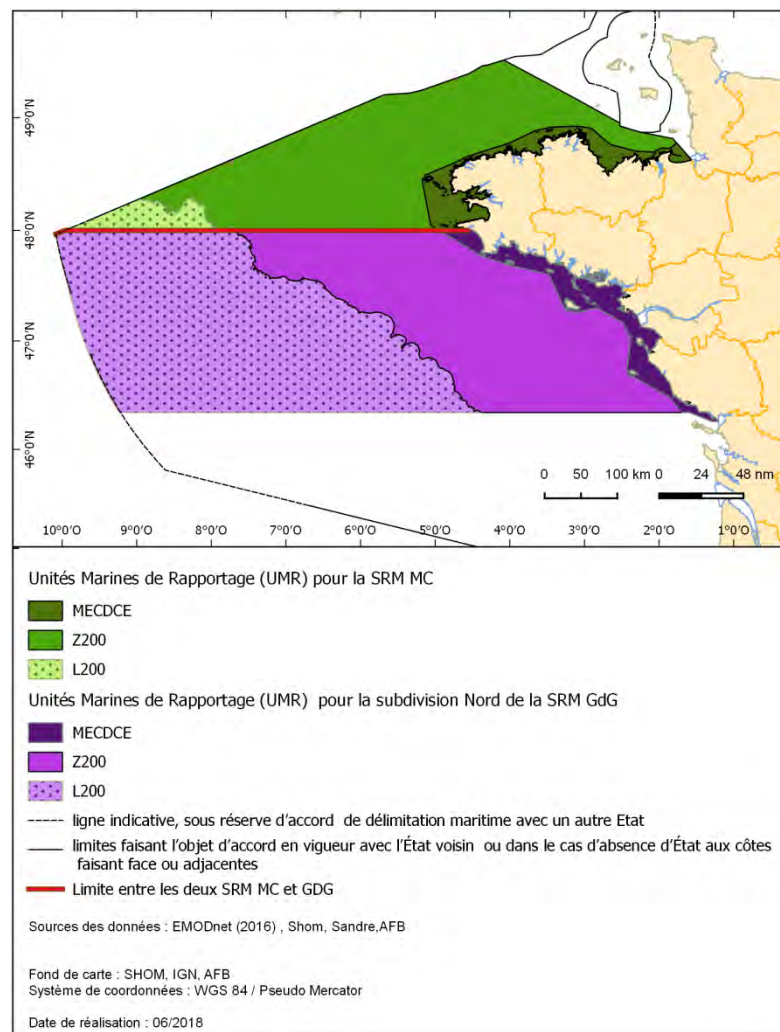 49°0'N
48°0'N
47°0'N
46°0'N
0 50 100 km 0 24 48 nm
10°0'O 9°0'O 8°0'O 7°0'O 6°0'O 5°0'O 4°0'O 3°0'O 2°0'O 1°0'O 0°0
Unités Marines de Rapportage (UMR) pour la SRM MC
MECDCE
Z200
L200
Unités Marines de Rapportage (UMR) pour la subdivision Nord de la SRM GdG
MECDCE
Z200
L200
ligne indicative, sous réserve d'accord de délimitation maritime avec un autre Etat
limites faisant l'objet d'accord en vigueur avec l'État voisin ou dans le cas d'absence d'État aux côtes
faisant face ou adjacentes
Limite entre les deux SRM MC et GDG
Sources des données : EMODnet (2016) , Shom, Sandre,AFB
Fond de carte : SHOM, IGN, AFB
Système de coordonnées : WGS 84 / Pseudo Mercator
Date de réalisation : 06/2018